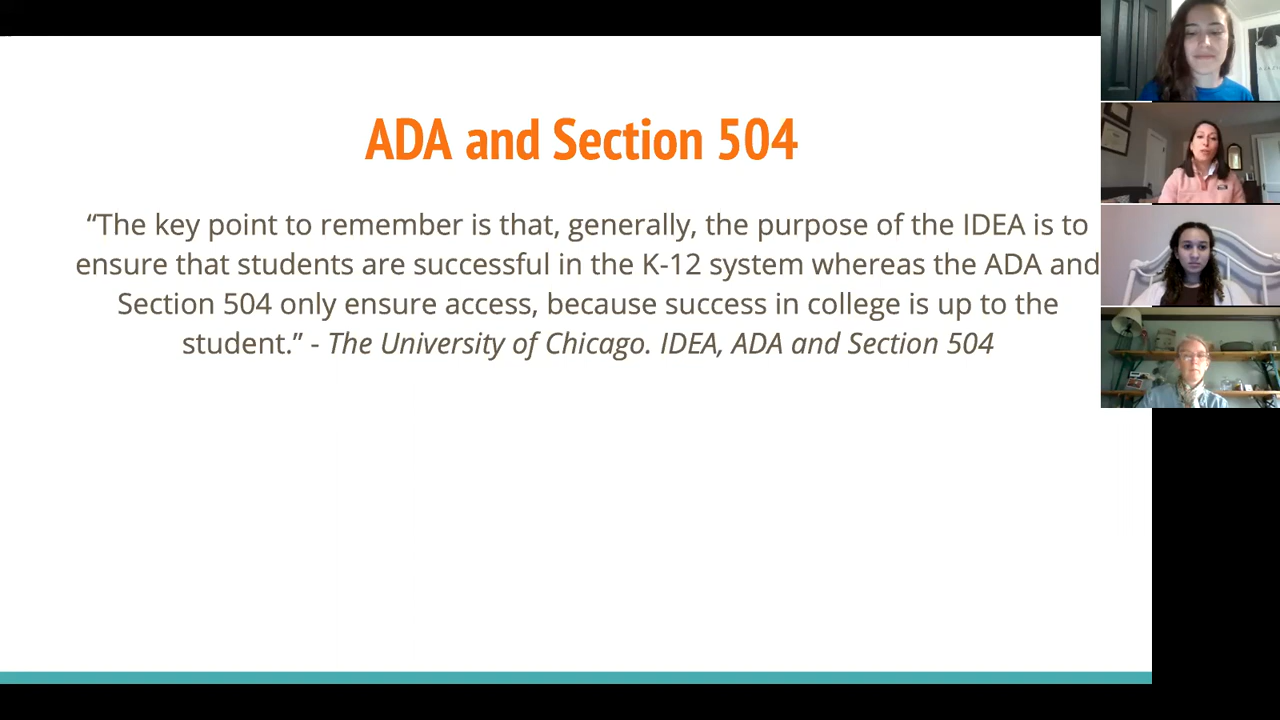 ADA and Section 504
“The key point to remember is that, generally, the purpose of the IDEA is to
ensure that students are successful in the K-12 system whereas the ADA and
Section 504 only ensure access, because success in college is up to the
student.” - The University of Chicago. IDEA, ADA and Section 504